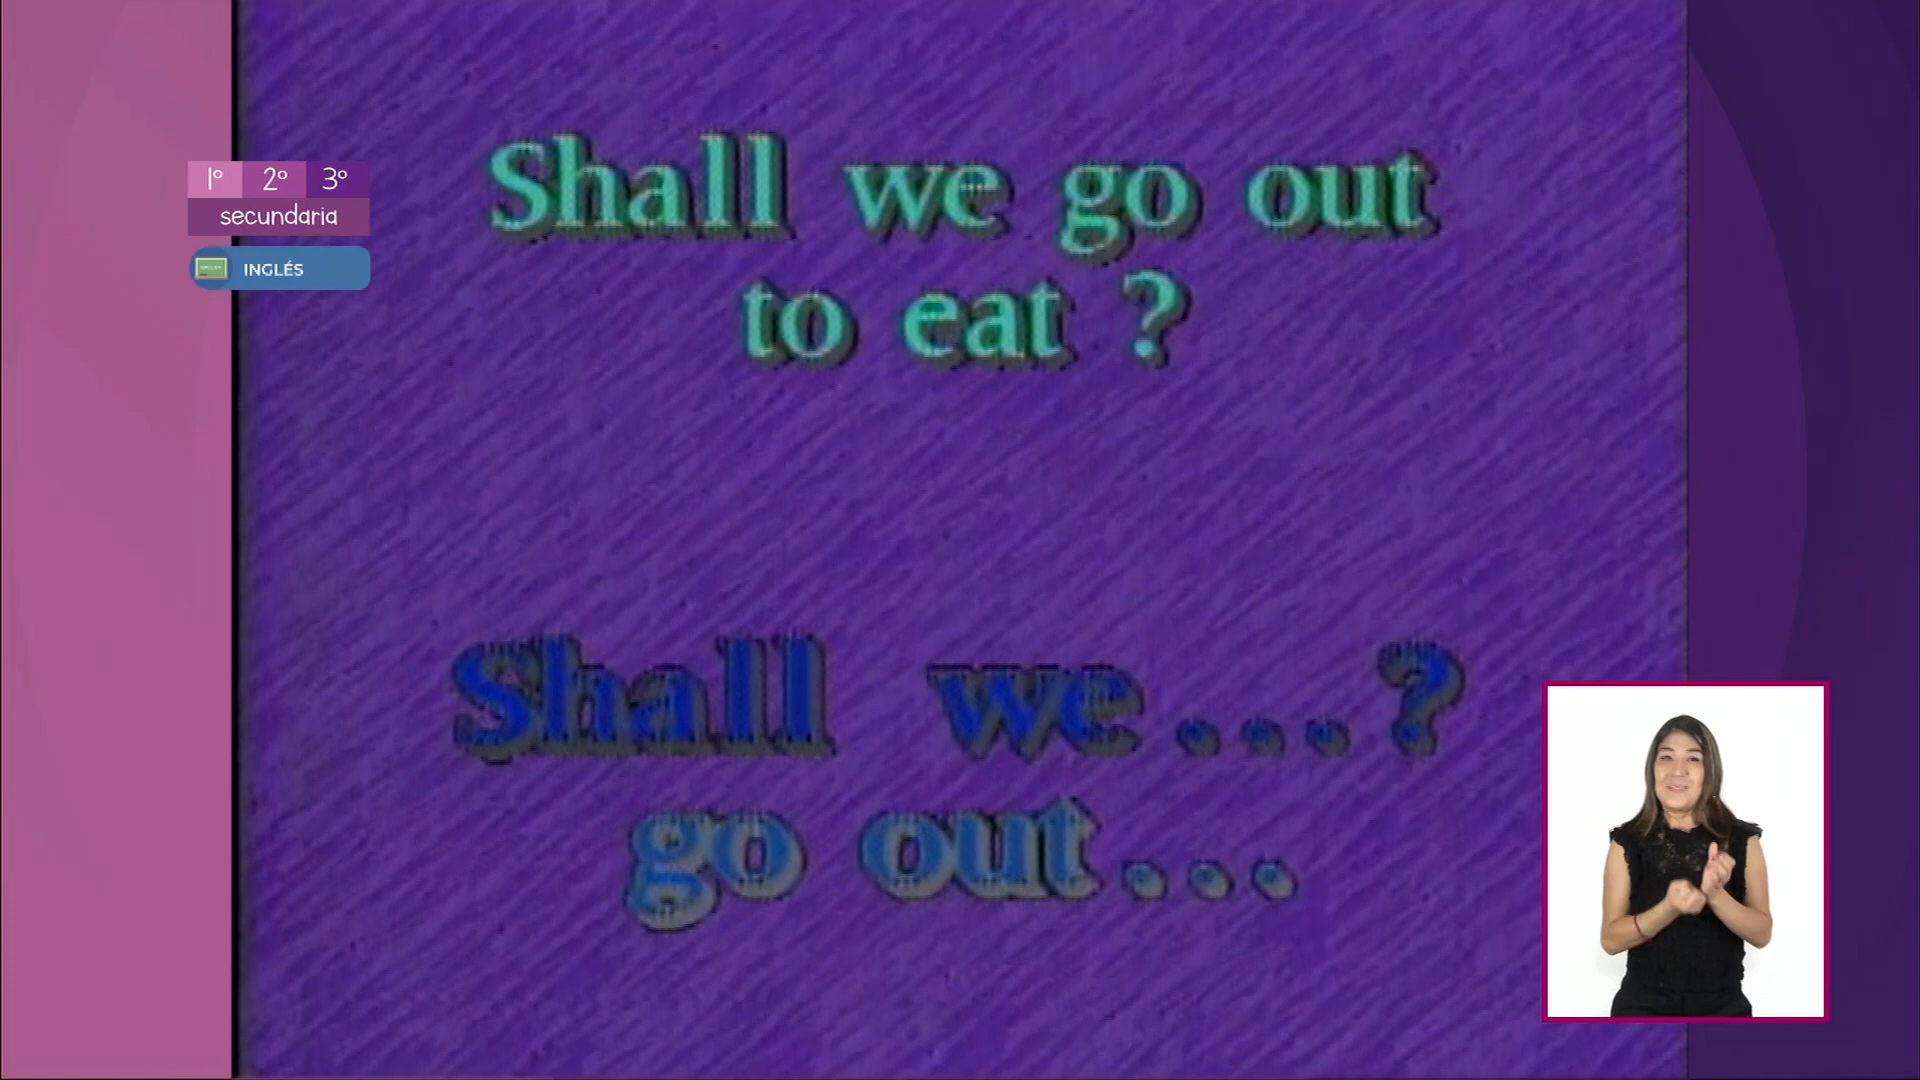 1° 2° 3°
secundaria
INGLÉS
Shall we go out
to eat ?
Shall we...?
go out...